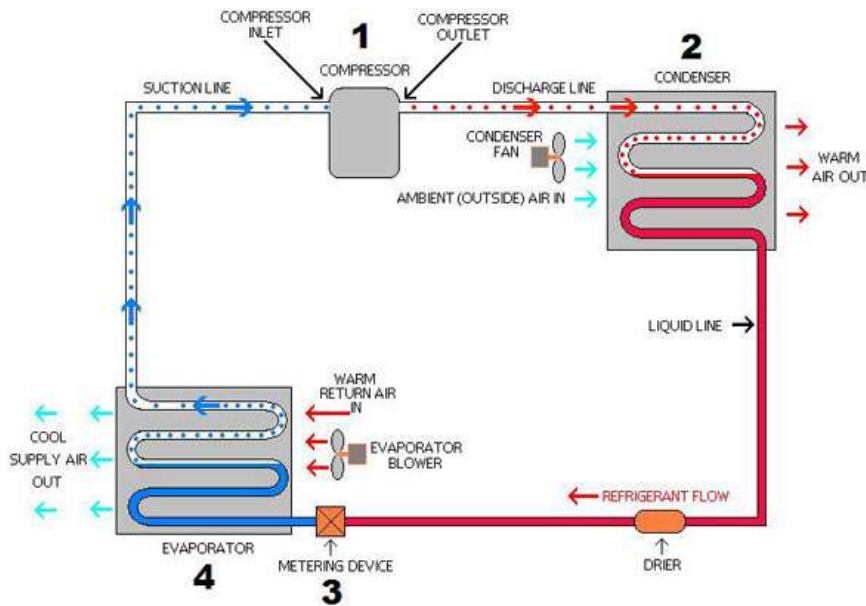 COMPRESSOR
INLET
1
COMPRESSOR
OUTLET
2
COMPRESSOR
CONDENSER
SUCTION LINE
DISCHARGE LINE
CONDENSER
FAN
WARM
AIR OUT
AMBIENT (OUTSIDE) AIR IN
LIQUID LINE
WARM
RETURN AIR
IN
COOL
SUPPLY AIR
OUT
EVAPORATOR
BLOWER
REFRIGERANT FLOW
EVAPORATOR
4
METERING DEVICE
3
DRIER